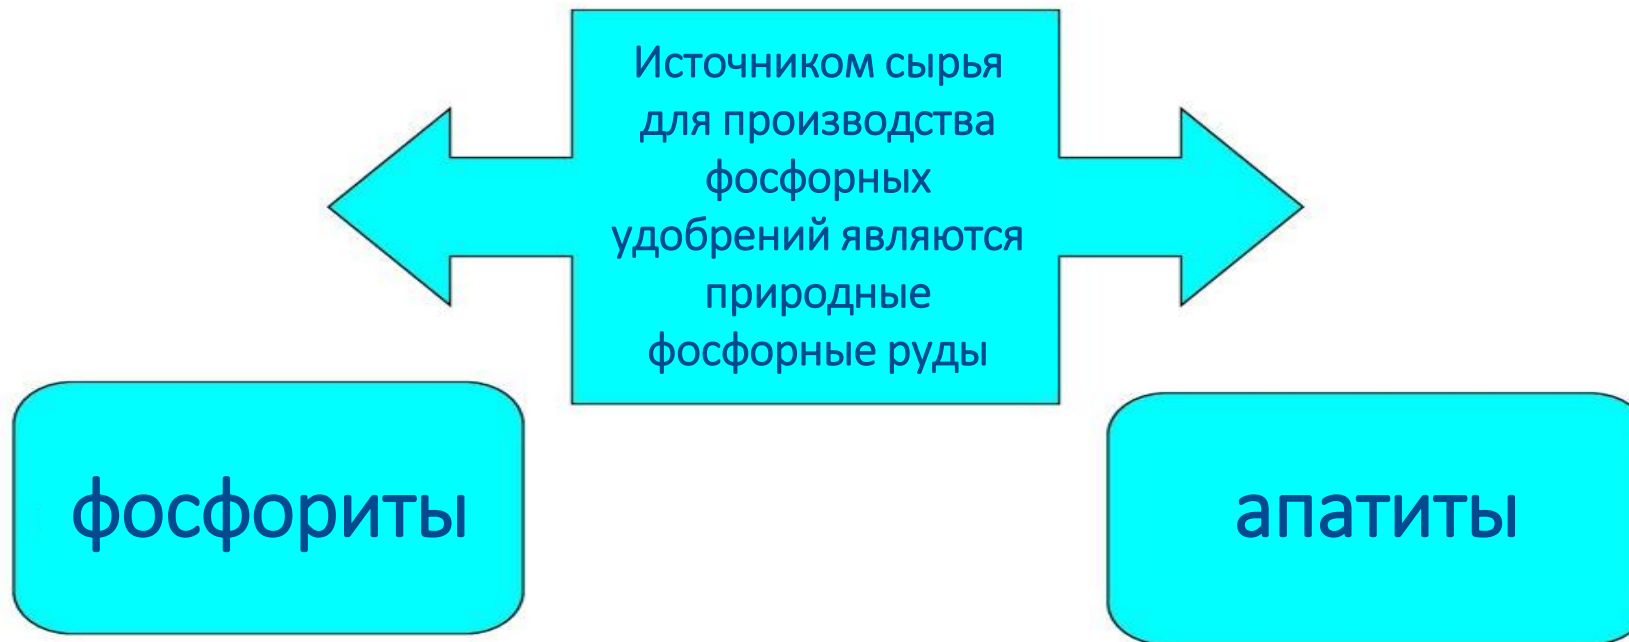 Источником сырья
для производства
фосфорных
удобрений являются
природные
фосфорные руды
фосфориты
апатиты